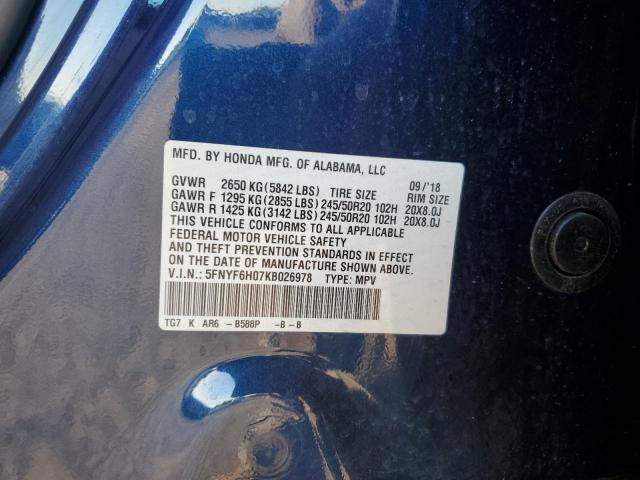 MFD. BY HONDA MFG. OF ALABAMA, LLC 09/'18
GVWR 2650 KG(5842 LBS) TIRE SIZE RIM SIZE
GAWR F 1295 KG(2855 LBS)245/50R20 102H 20X8.0J
GAWR R 1425 KG(3142 LBS)245/50R20 102H 20X8.0J
THIS VEHICLE CONFORMS TO ALL APPLICABLE
FEDERAL MOTOR VEHICLE SAFETY
AND THEFT PREVENTION STANDARDS IN EFFECT
ON THE DATE OF MANUFACTURE SHOWN ABOVE.
V.I.N.: 5FNYF6H07KB026978 TYPE: MPV
TG7 K AR6 -B588P -B-B